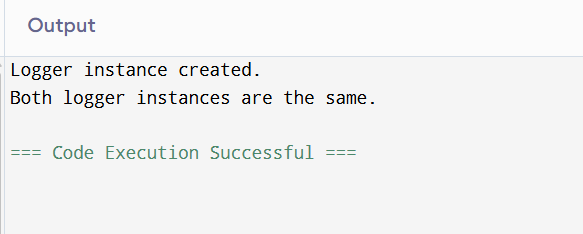 Output
Logger instance created.
Both logger instances are the same.
=== Code Execution Successful ===